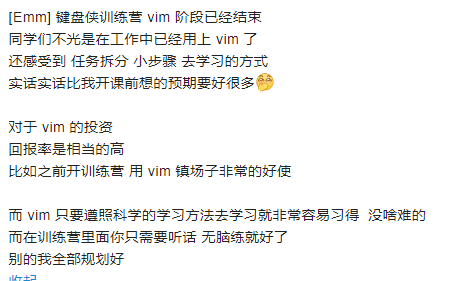 [Emm] 键盘侠训练营 vim 阶段已经结束
同学们不光是在工作中已经用上 vim 了
还感受到 任务拆分 小步骤 去学习的方式
实话实话比我开课前想的预期要好很多🤭
对于 vim 的投资
回报率是相当的高
比如之前开训练营 用 vim 镇场子非常的好使
而 vim 只要遵照科学的学习方法去学习就非常容易习得  没啥难的
而在训练营里面你只需要听话 无脑练就好了
别的我全部规划好
收起